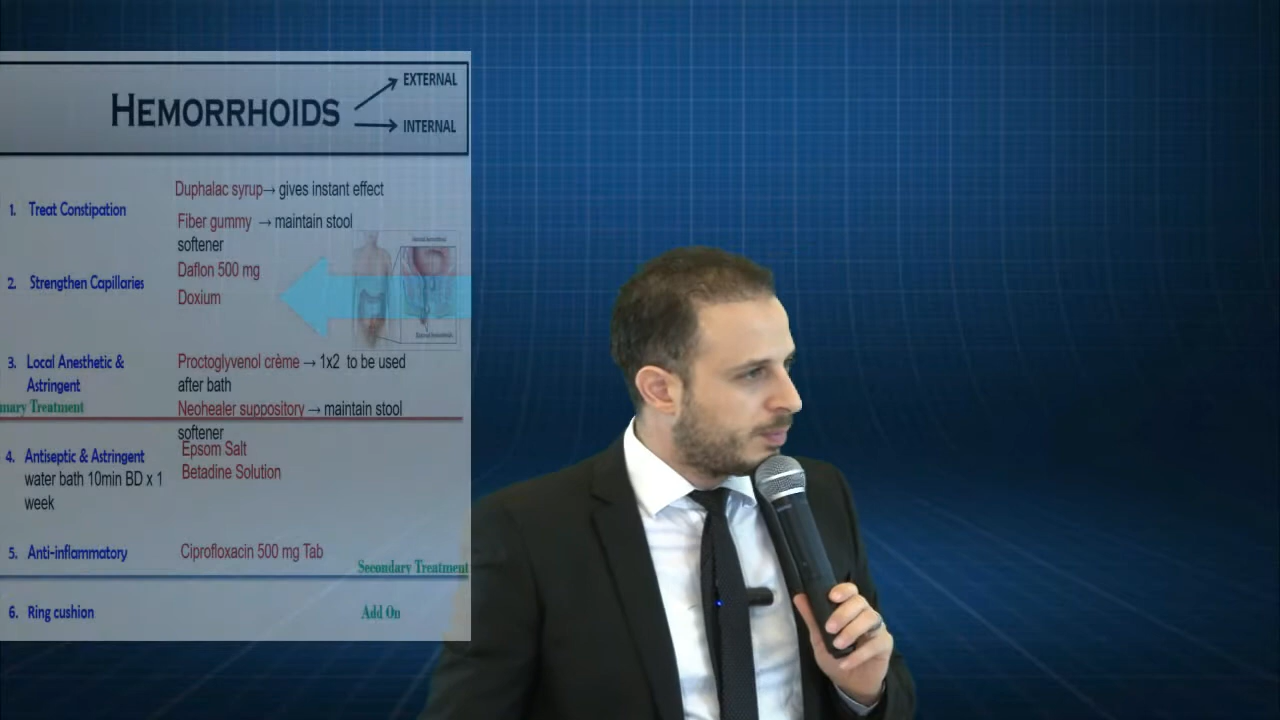 HEMORRHOIDS
EXTERNAL
INTERNAL
1. Treat Constipation
Duphalac syrup→ gives instant effect
Fiber gummy → maintain stool
softener
2. Strengthen Capillaries
Daflon 500 mg
Doxium
3. Local Anesthetic &
Astringent
Proctoglyvenol crème → 1x2 to be used
after bath
Neohealer suppository → maintain stool
softener
mary Treatment
4. Antiseptic & Astringent
water bath 10min BD x 1
week
Epsom Salt
Betadine Solution
5. Anti-inflammatory
Ciprofloxacin 500 mg Tab
Secondary Treatment
6. Ring cushion
Add On